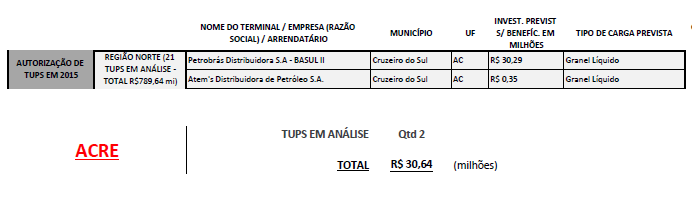 NOME DO TERMINAL / EMPRESA (RAZÃO SOCIAL) / ARRENDATÁRIO
MUNICÍPIO
UF
INVEST. PREVIST S/ BENEFÍC. EM MILHÕES
TIPO DE CARGA PREVISTA
AUTORIZAÇÃO DE TUPS EM 2015
REGIÃO NORTE (21 TUPS EM ANÁLISE - TOTAL R$789,64 mi)
Petrobrás Distribuidora S.A - BASUL II Cruzeiro do Sul AC R$ 30,29 Granel Líquido
Atem's Distribuidora de Petróleo S.A. Cruzeiro do Sul AC R$ 0,35 Granel Líquido
ACRE
TUPS EM ANÁLISE Qtd 2
TOTAL R$ 30,64 (milhões)